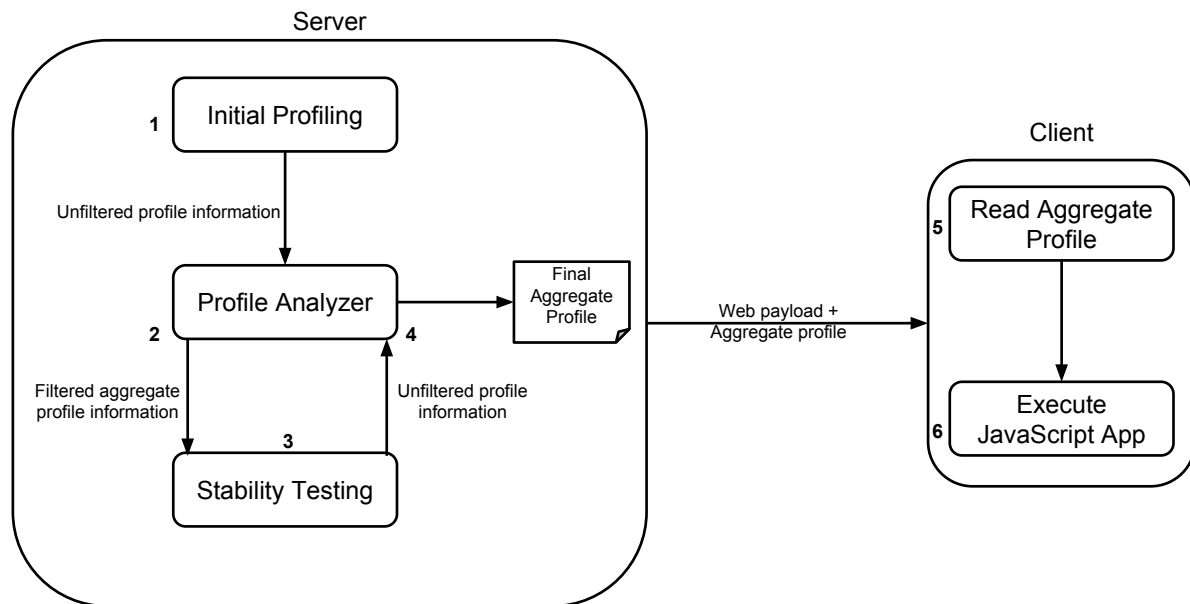 Server
Initial Profiling
1
Unfiltered profile information
Profile Analyzer
2
4
Final
Aggregate
Profile
Filtered aggregate
profile information
Unfiltered profile
information
3
Stability Testing
Web payload +
Aggregate profile
Client
Read Aggregate
Profile
5
Execute
JavaScript App
6